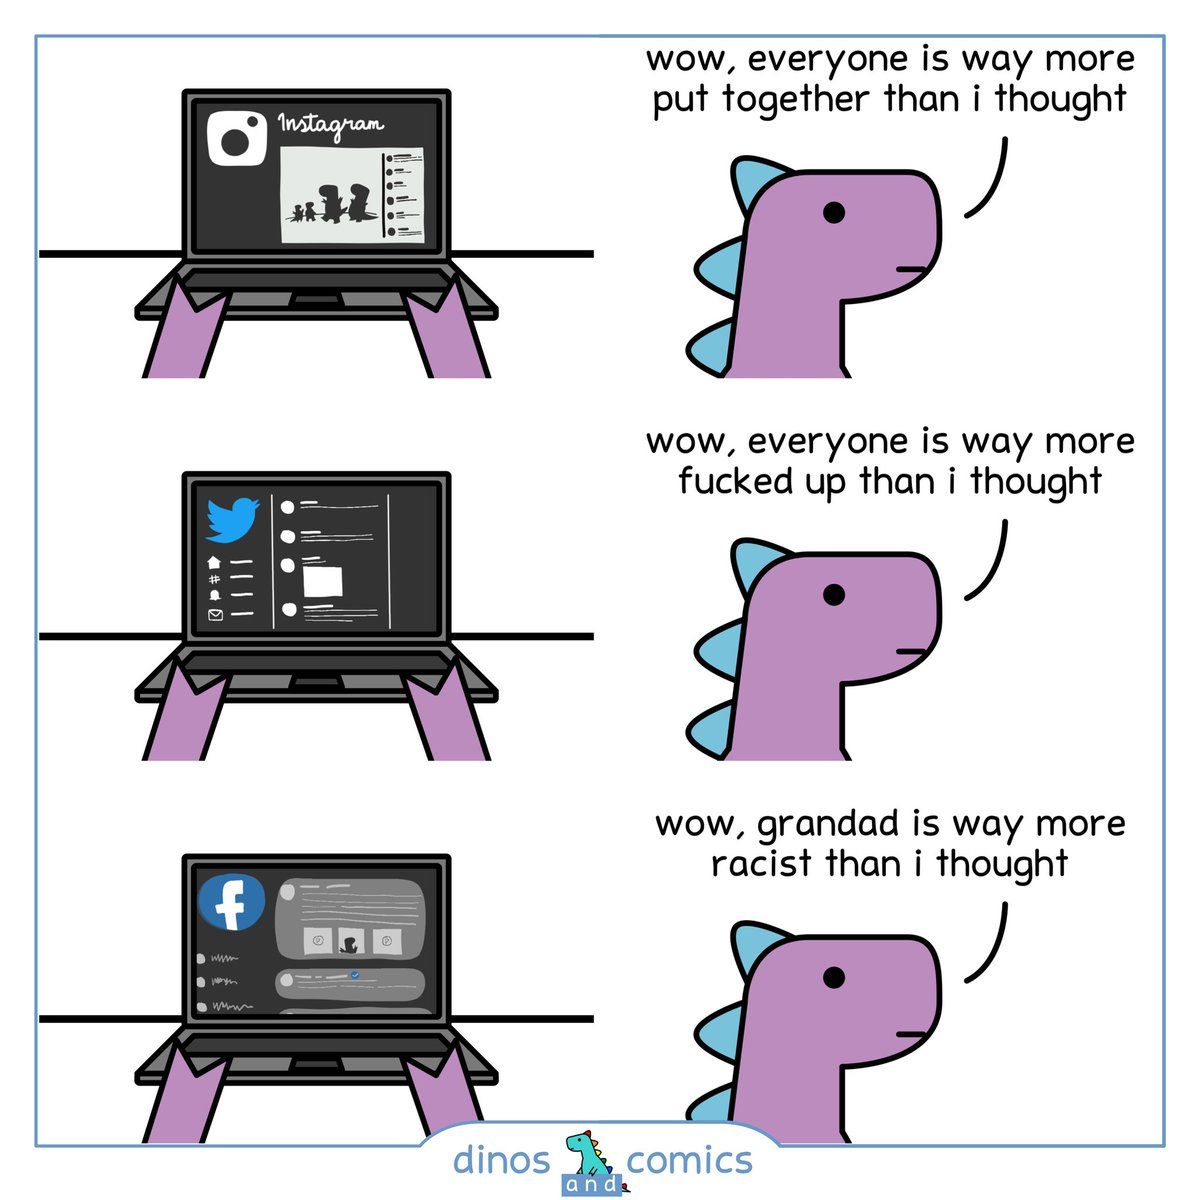 Instagram
wow, everyone is way more
put together than i thought
wow, everyone is way more
fucked up than i thought
f
wow, grandad is way more
racist than i thought
dinos and comics